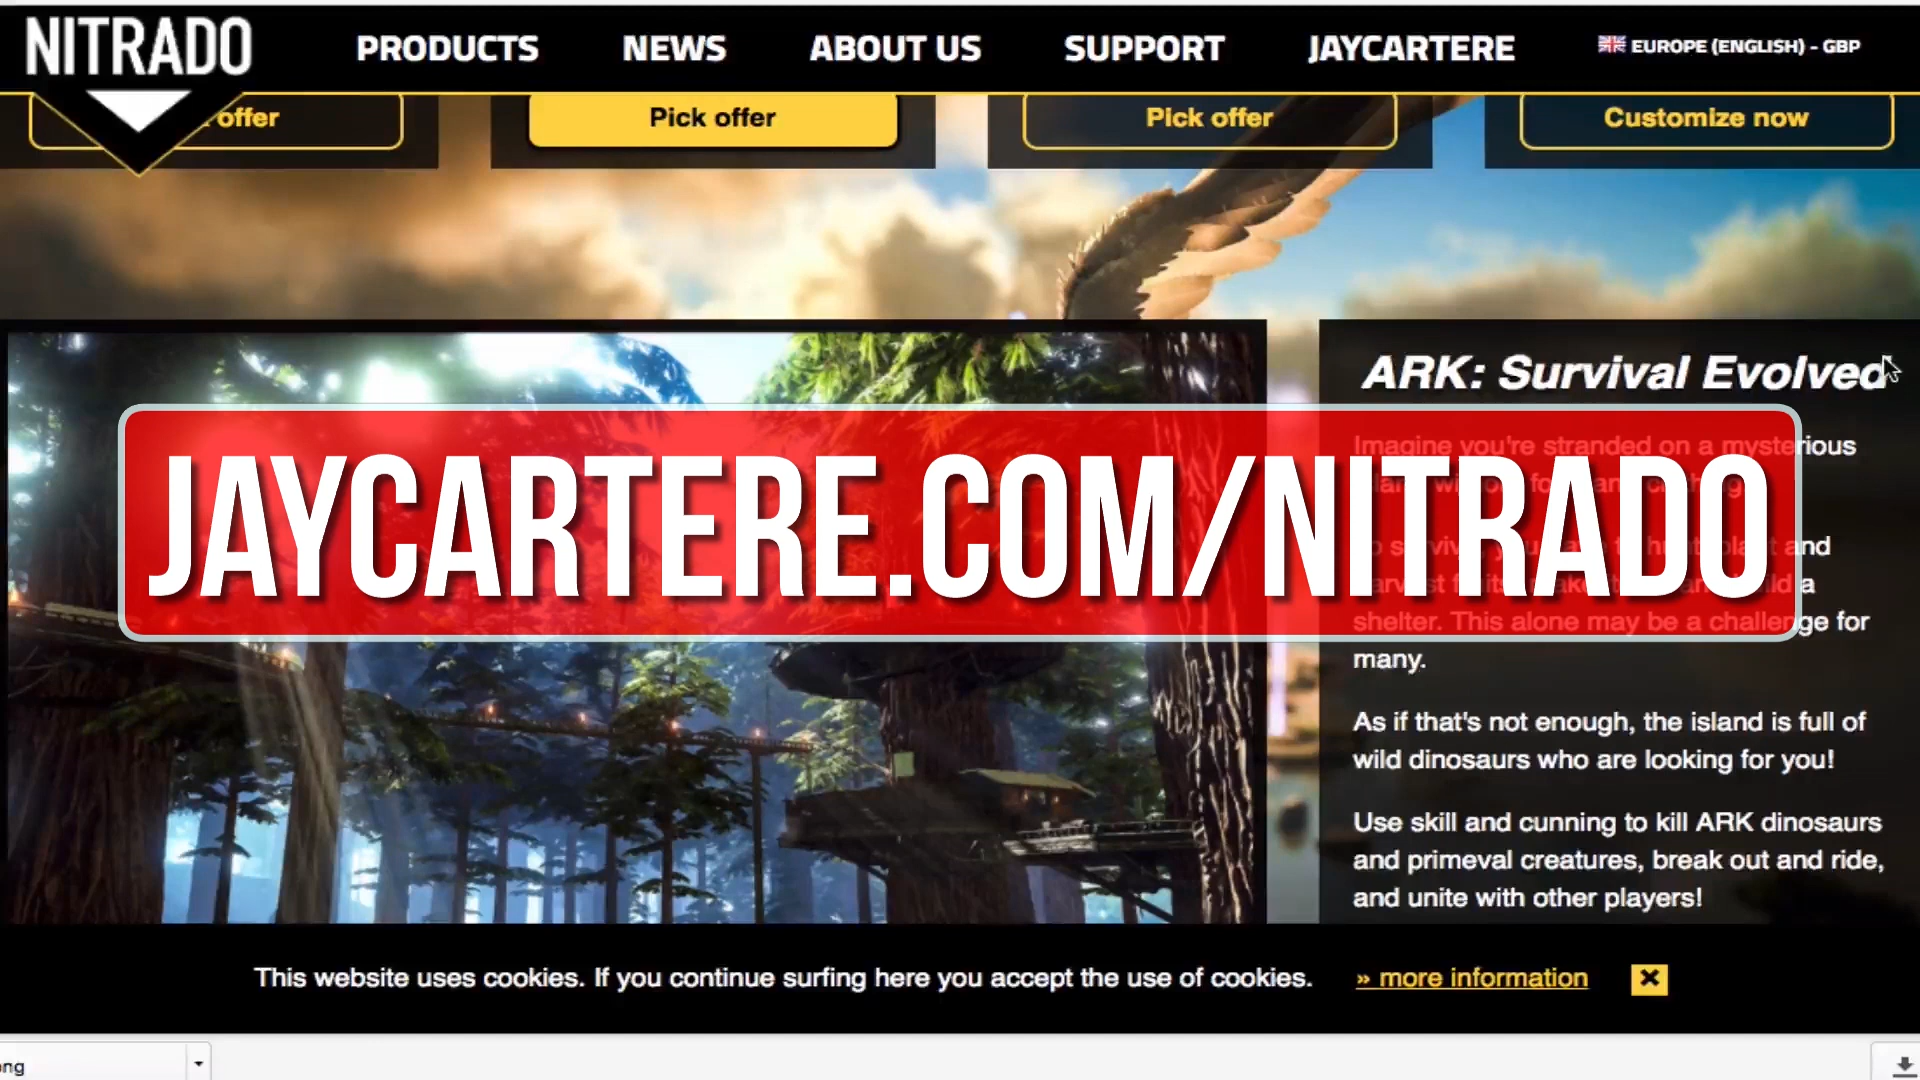 NITRADO
PRODUCTS
NEWS
ABOUT US
SUPPORT
JAYCARTERE
EUROPE (ENGLISH) - GBP
offer
Pick offer
Pick offer
Customize now
ARK: Survival Evolved
Imagine you're stranded on a mysterious
JAYCARTERE.COM/NITRADO
and
a
shelter. This alone may be a challenge for
many.
As if that's not enough, the island is full of
wild dinosaurs who are looking for you!
Use skill and cunning to kill ARK dinosaurs
and primeval creatures, break out and ride,
and unite with other players!
This website uses cookies. If you continue surfing here you accept the use of cookies.
» more information